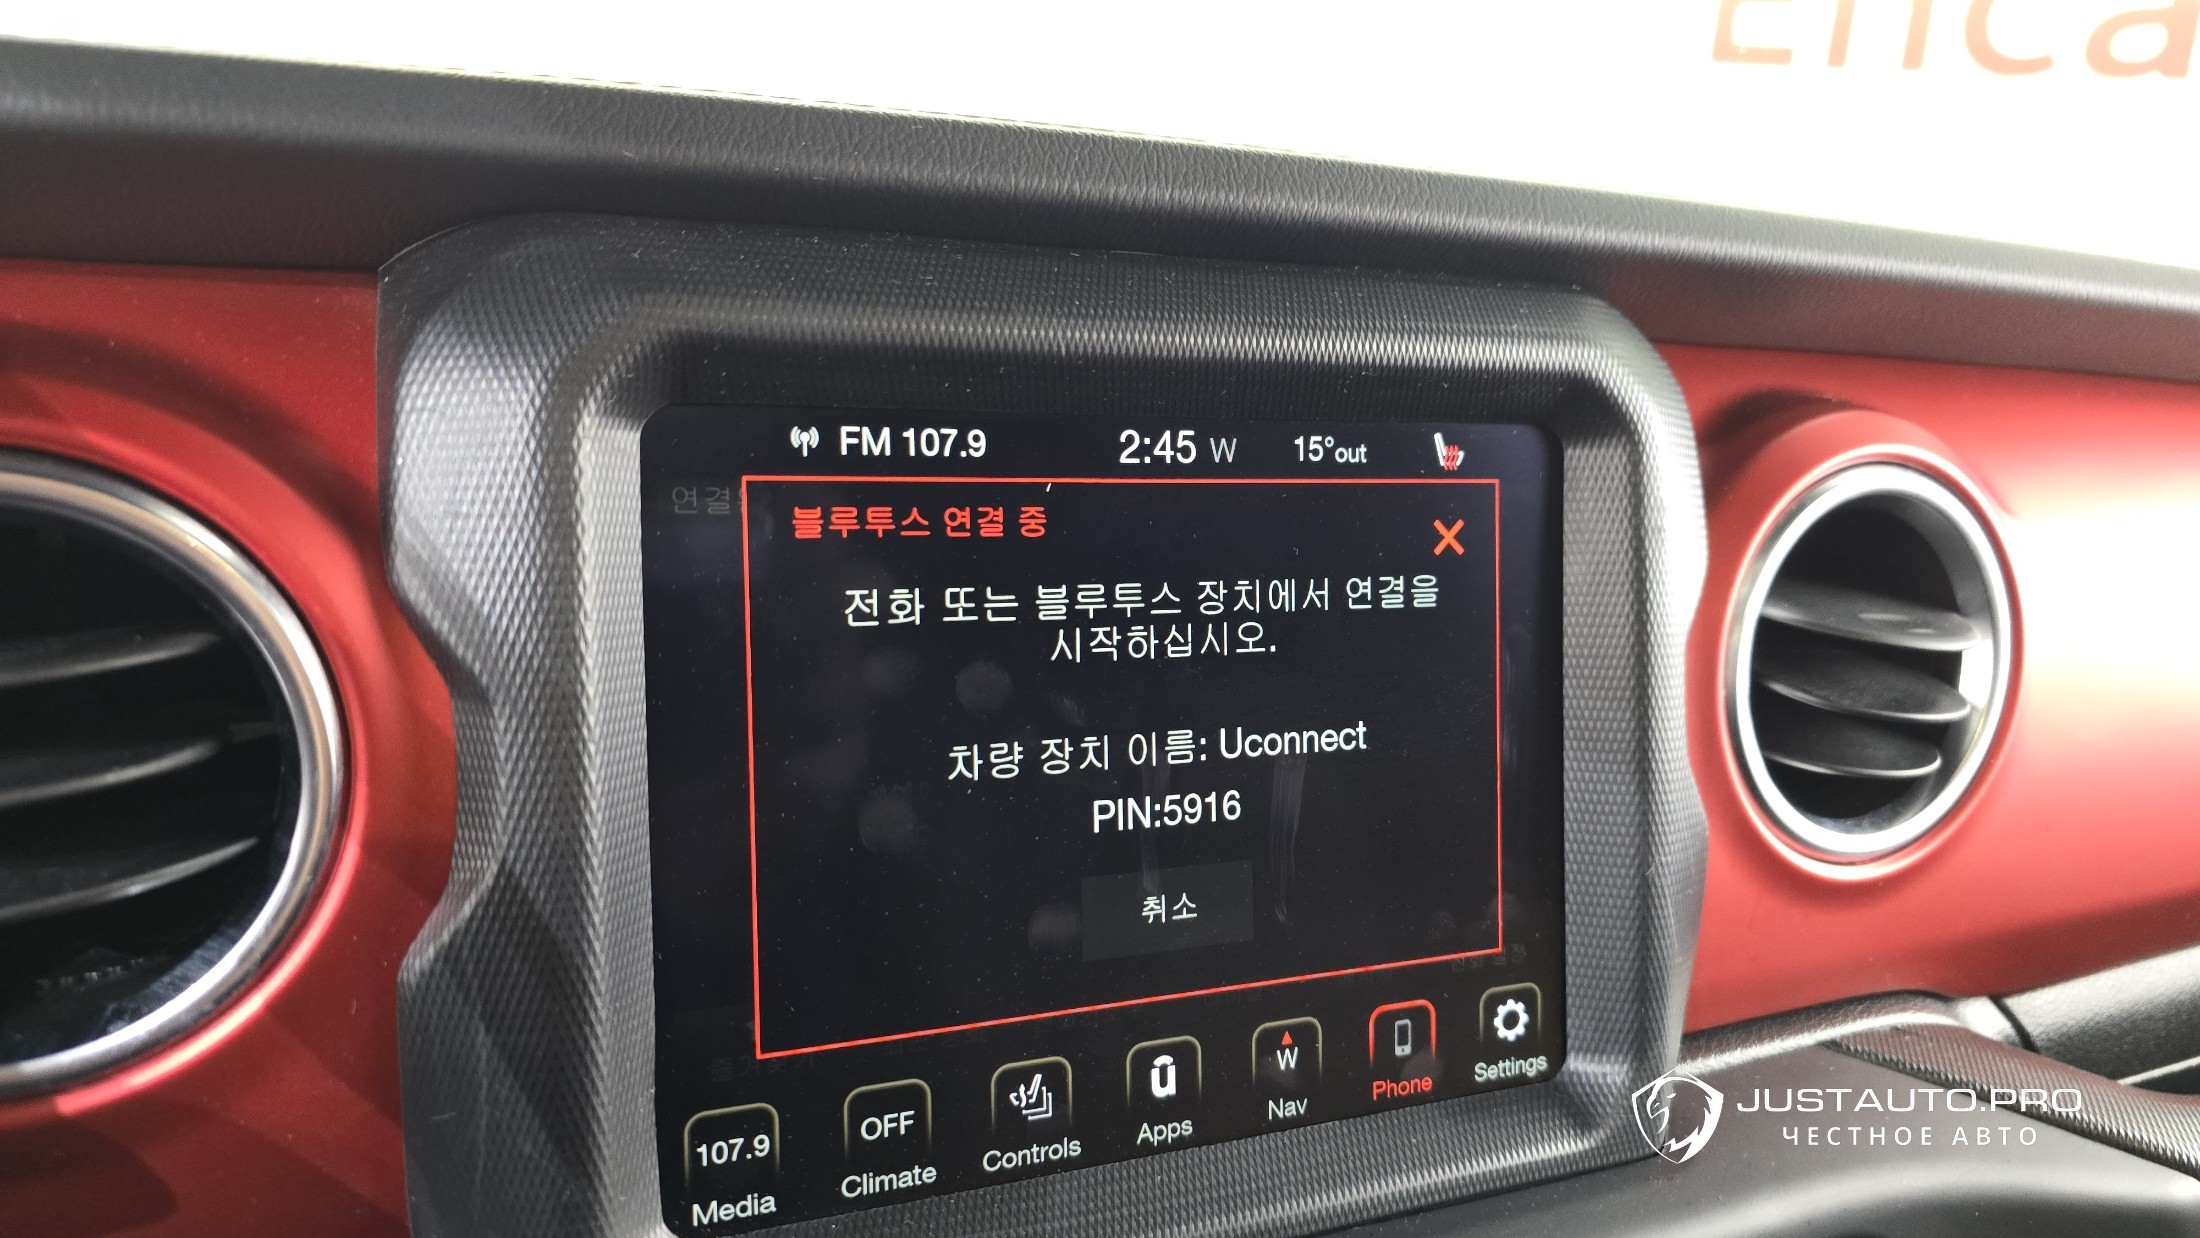 Enca
FM 107.9 2:45 W 15°out
연결
블루투스 연결 중
전화 또는 블루투스 장치에서 연결을
시작하십시오.
차량 장치 이름: Uconnect
PIN:5916
취소
107.9 OFF W
Media Climate Controls Apps Nav Phone Settings
JUSTAUTO.PRO
ЧЕСТНОЕ АВТО